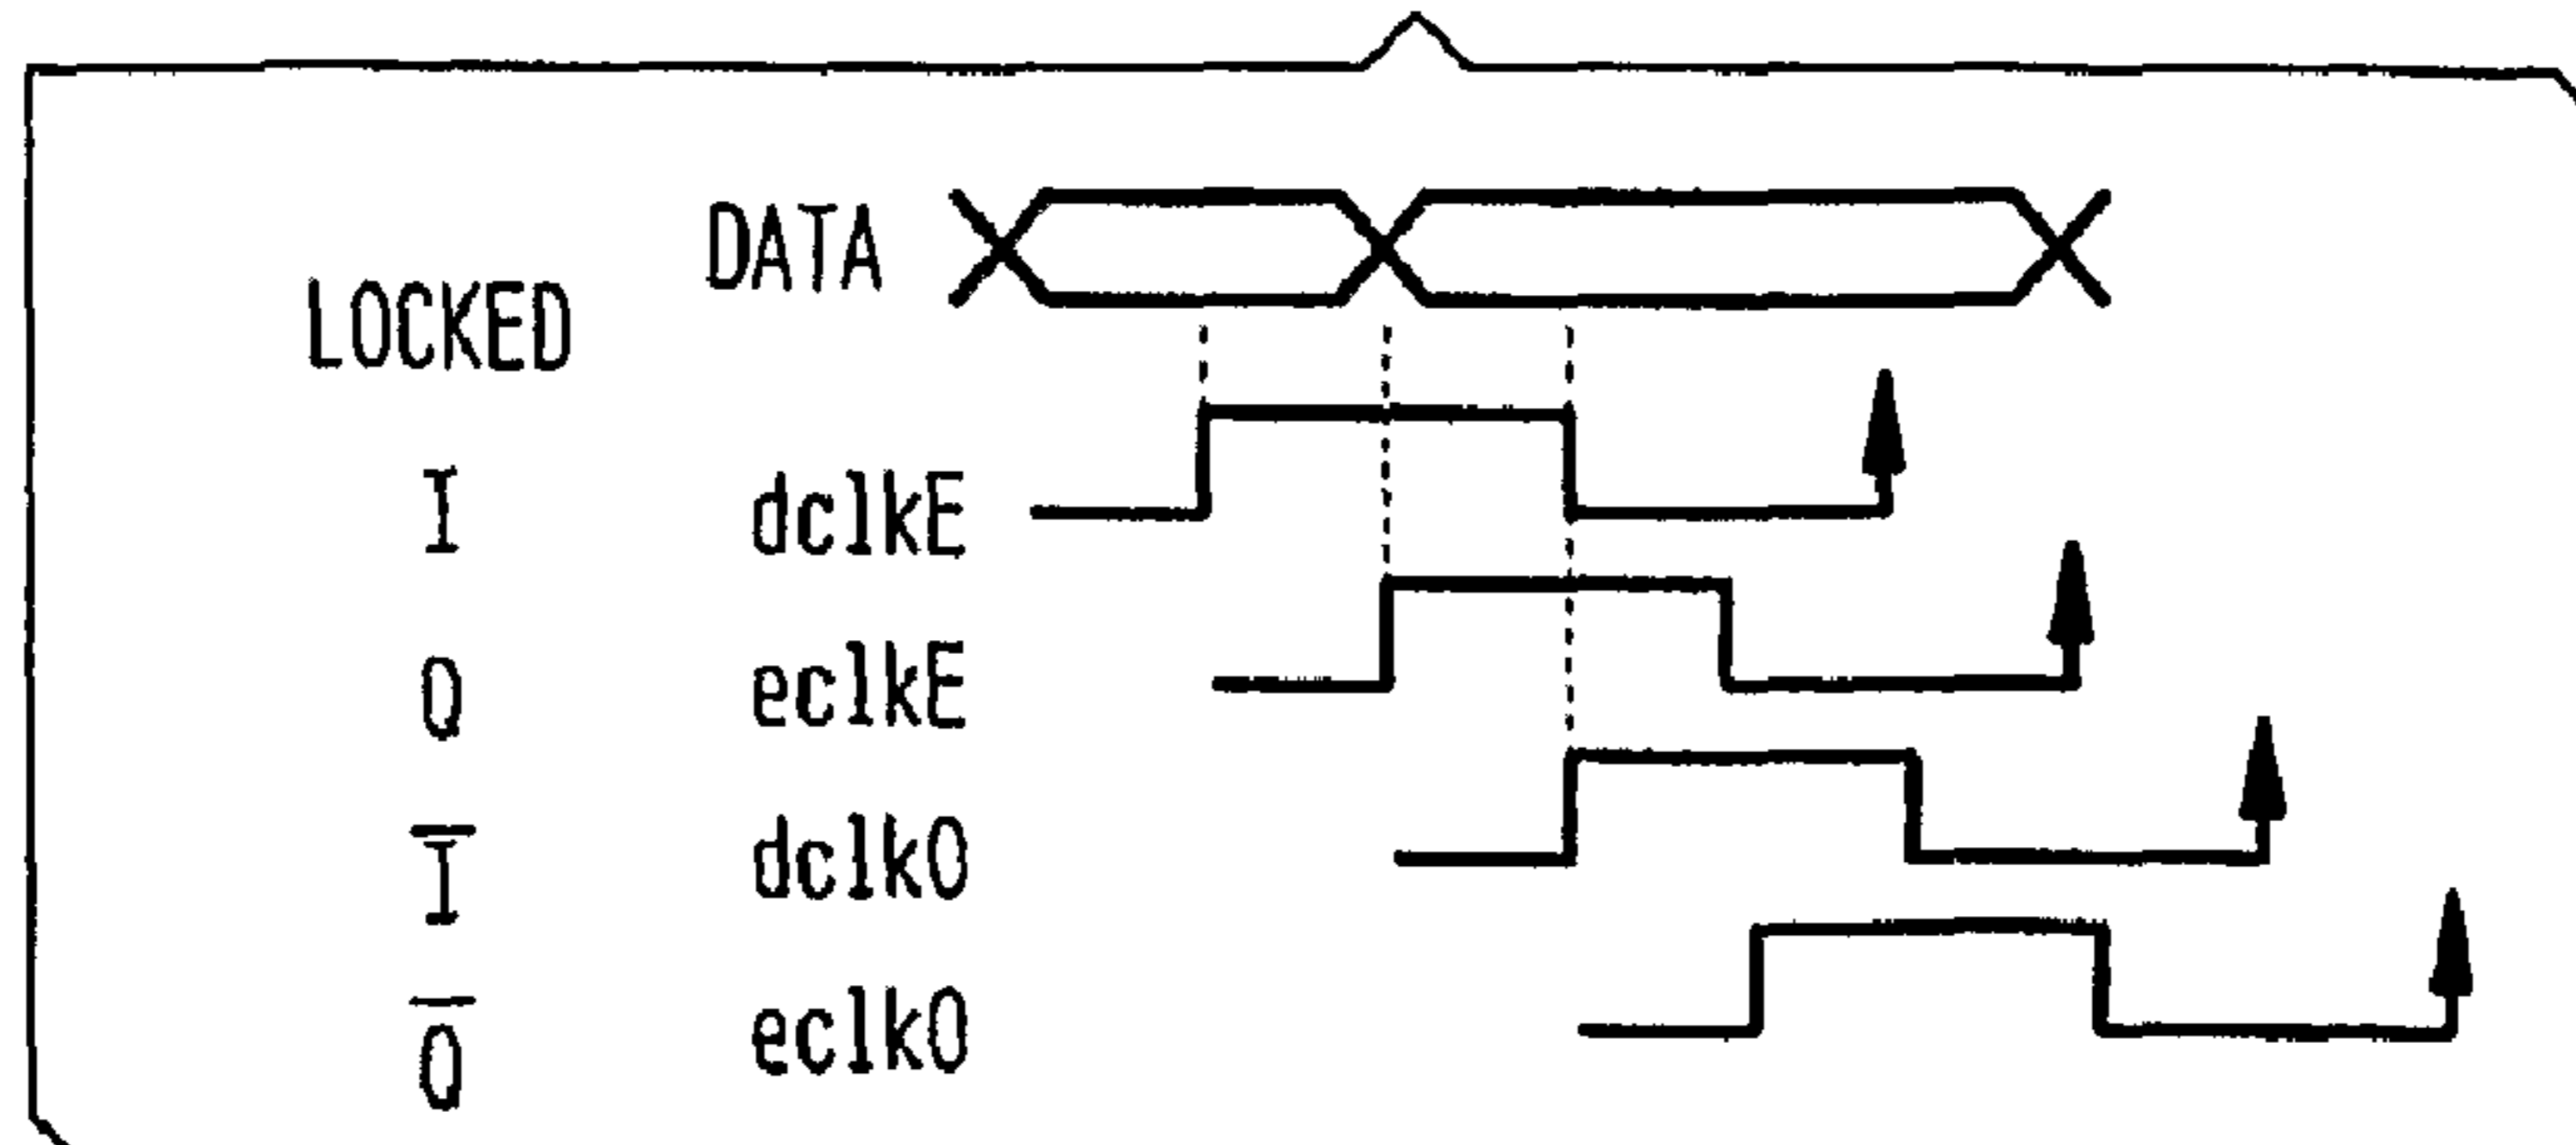 DATA
LOCKED
I dclkE
Q eclkE
I̅ dclkO
Q̅ eclkO